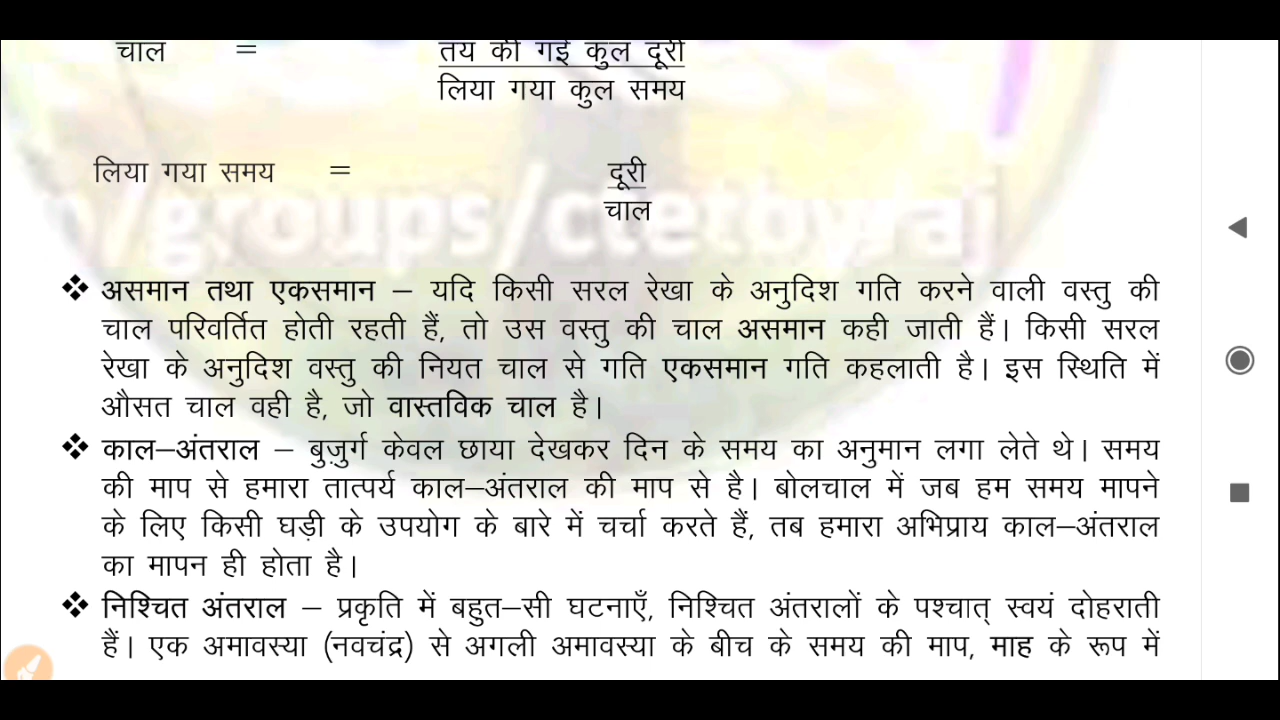 चाल = तय की गई कुल दूरी
लिया गया कुल समय
लिया गया समय = दूरी
चाल
/groups/ctetbyraj
❖ असमान तथा एकसमान – यदि किसी सरल रेखा के अनुदिश गति करने वाली वस्तु की
चाल परिवर्तित होती रहती हैं, तो उस वस्तु की चाल असमान कही जाती हैं। किसी सरल
रेखा के अनुदिश वस्तु की नियत चाल से गति एकसमान गति कहलाती है। इस स्थिति में
औसत चाल वही है, जो वास्तविक चाल है।
❖ काल–अंतराल – बुज़ुर्ग केवल छाया देखकर दिन के समय का अनुमान लगा लेते थे। समय
की माप से हमारा तात्पर्य काल–अंतराल की माप से है। बोलचाल में जब हम समय मापने
के लिए किसी घड़ी के उपयोग के बारे में चर्चा करते हैं, तब हमारा अभिप्राय काल–अंतराल
का मापन ही होता है।
❖ निश्चित अंतराल – प्रकृति में बहुत–सी घटनाएँ, निश्चित अंतरालों के पश्चात् स्वयं दोहराती
हैं। एक अमावस्या (नवचंद्र) से अगली अमावस्या के बीच के समय की माप, माह के रूप में